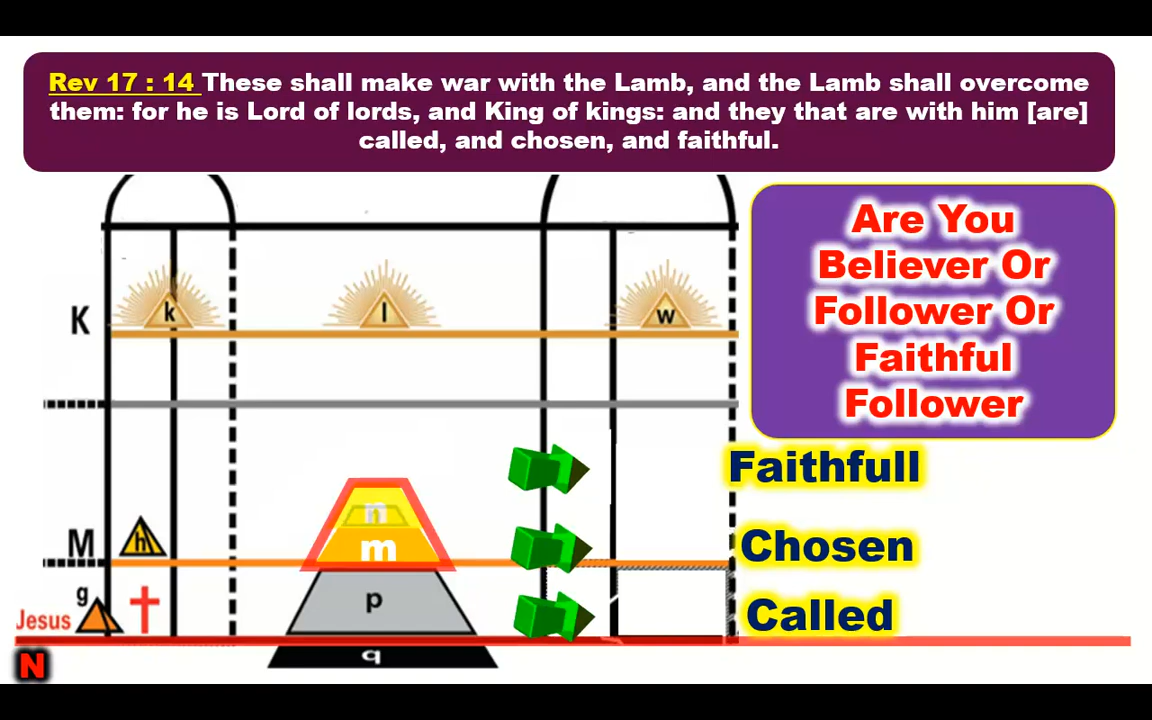 Rev 17 : 14 These shall make war with the Lamb, and the Lamb shall overcome
them: for he is Lord of lords, and King of kings: and they that are with him [are]
called, and chosen, and faithful.
Are You
Believer Or
Follower Or
Faithful
Follower
K
k
l
w
Faithfull
n
M
h
m
Chosen
g
p
Called
Jesus
N
q